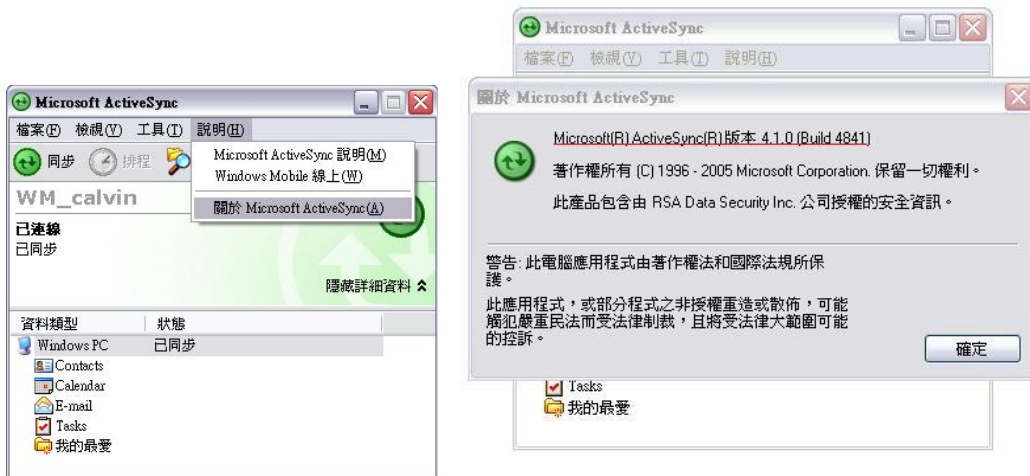 Microsoft ActiveSync
檔案(F) 檢視(V) 工具(T) 說明(H)
同步 排程
Microsoft ActiveSync 說明(M)
Windows Mobile 線上(W)
關於 Microsoft ActiveSync(A)
WM_calvin
已連線
已同步
隱藏詳細資料
資料類型 狀態
Windows PC 已同步
Contacts
Calendar
E-mail
Tasks
我的最愛
Microsoft ActiveSync
檔案(F) 檢視(V) 工具(T) 說明(H)
關於 Microsoft ActiveSync
Microsoft(R) ActiveSync(R)版本 4.1.0 (Build 4841)
著作權所有 (C) 1996 - 2005 Microsoft Corporation. 保留一切權利。
此產品包含由 RSA Data Security Inc. 公司授權的安全資訊。
警告: 此電腦應用程式由著作權法和國際法規所保
護。
此應用程式，或部分程式之非授權重造或散佈，可能
觸犯嚴重民法而受法律制裁，且將受法律大範圍可能
的控訴。
確定
Tasks
我的最愛